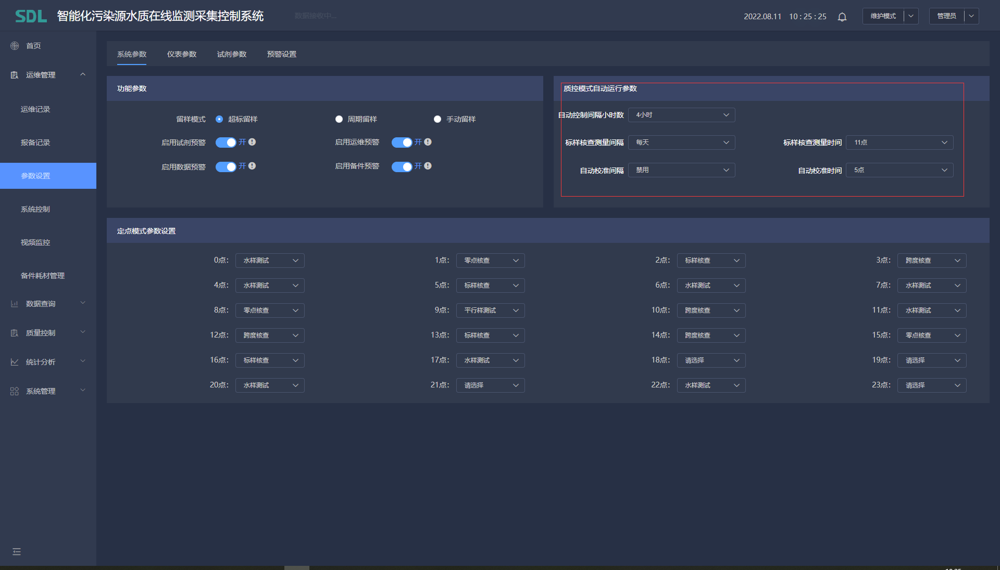 SDL 智能化污染源水质在线监测采集控制系统 数据接收中... 2022.08.11 10 : 25 : 25 维护模式 管理员
首页
运维管理
运维记录
报备记录
参数设置
系统控制
视频监控
备件耗材管理
数据查询
质量控制
统计分析
系统管理
系统参数 仪表参数 试剂参数 预警设置
功能参数
留样模式 超标留样 周期留样 手动留样
启用试剂预警 开 启用运维预警 开
启用数据预警 开 启用备件预警 开
质控模式自动运行参数
自动控制间隔小时数 4小时
标样核查测量间隔 每天 标样核查测量时间 11点
自动校准间隔 禁用 自动校准时间 5点
定点模式参数设置
0点： 水样测试 1点： 零点核查 2点： 标样核查 3点： 跨度核查
4点： 水样测试 5点： 标样核查 6点： 水样测试 7点： 水样测试
8点： 零点核查 9点： 平行样测试 10点： 跨度核查 11点： 水样测试
12点： 跨度核查 13点： 标样核查 14点： 跨度核查 15点： 零点核查
16点： 标样核查 17点： 水样测试 18点： 请选择 19点： 请选择
20点： 水样测试 21点： 请选择 22点： 水样测试 23点： 请选择